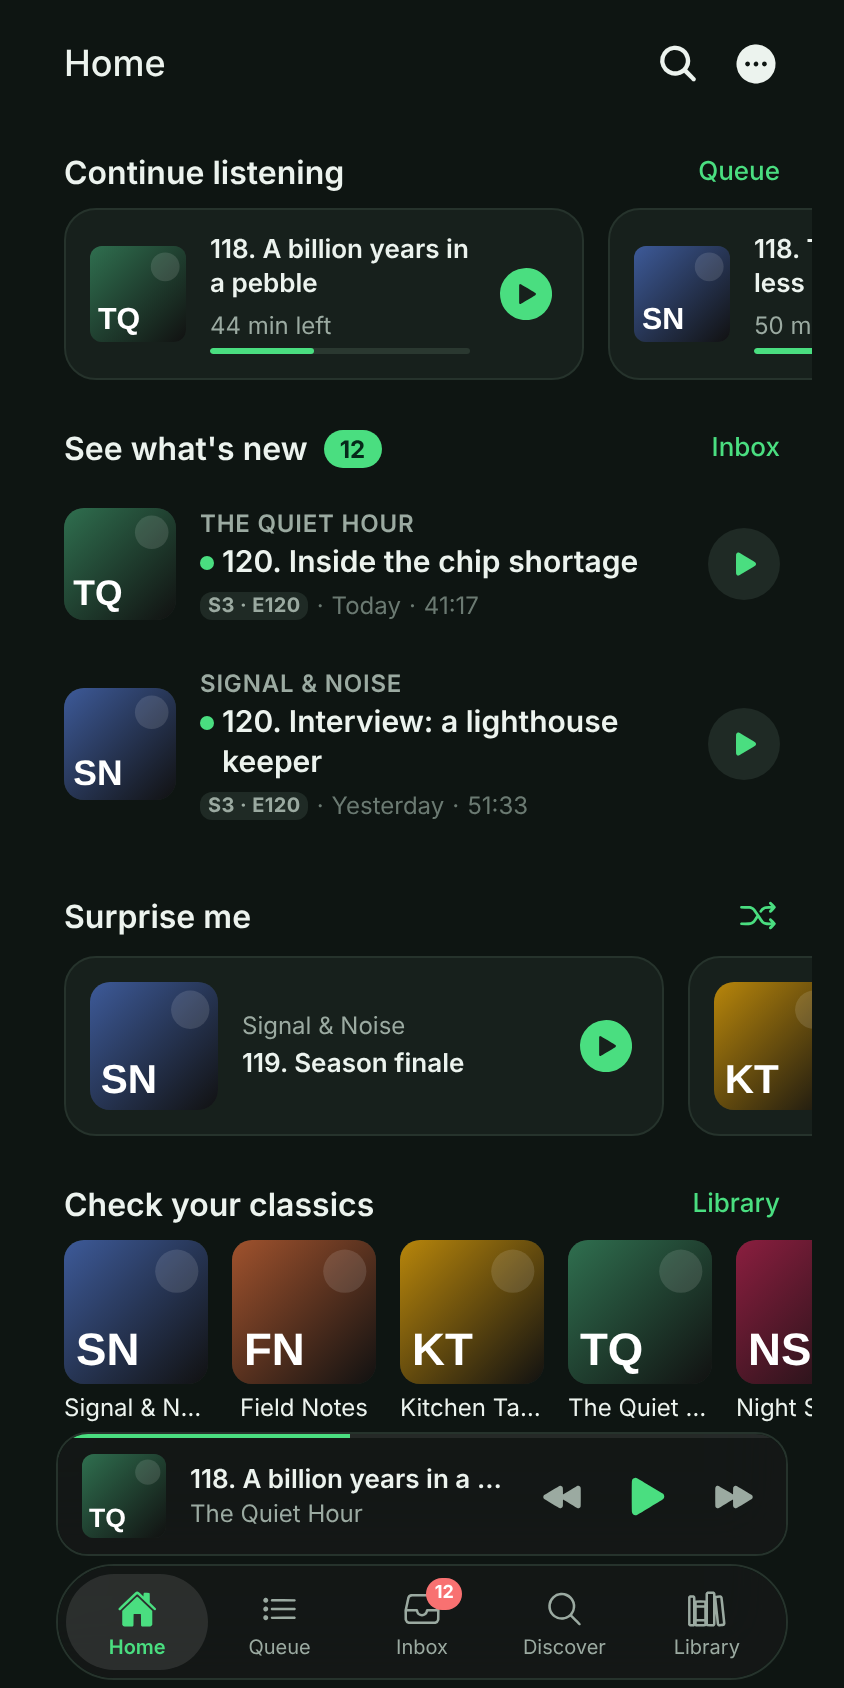 Home
Continue listening
Queue
118. A billion years in
a pebble
44 min left
TQ
118.
less
50 m
SN
See what's new
12
Inbox
THE QUIET HOUR
120. Inside the chip shortage
S3 · E120 · Today · 41:17
TQ
SIGNAL & NOISE
120. Interview: a lighthouse
keeper
S3 · E120 · Yesterday · 51:33
SN
Surprise me
Signal & Noise
119. Season finale
SN
KT
Check your classics
Library
SN
FN
KT
TQ
NS
Signal & N...
Field Notes
Kitchen Ta...
The Quiet ...
Night S
118. A billion years in a ...
The Quiet Hour
TQ
12
Home
Queue
Inbox
Discover
Library